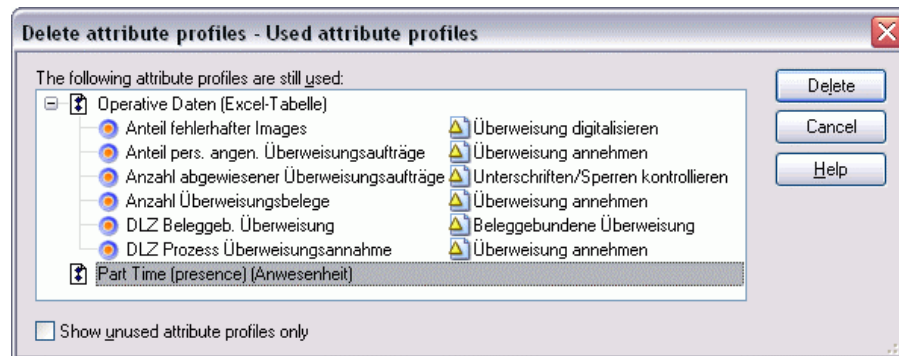 Delete attribute profiles - Used attribute profiles
The following attribute profiles are still used:
Operative Daten (Excel-Tabelle)
Anteil fehlerhafter Images Überweisung digitalisieren
Anteil pers. angen. Überweisungsaufträge Überweisung annehmen
Anzahl abgewiesener Überweisungsaufträge Unterschriften/Sperren kontrollieren
Anzahl Überweisungsbelege Überweisung annehmen
DLZ Beleggeb. Überweisung Beleggebundene Überweisung
DLZ Prozess Überweisungsannahme Überweisung annehmen
Part Time (presence) (Anwesenheit)
Show unused attribute profiles only
Delete
Cancel
Help